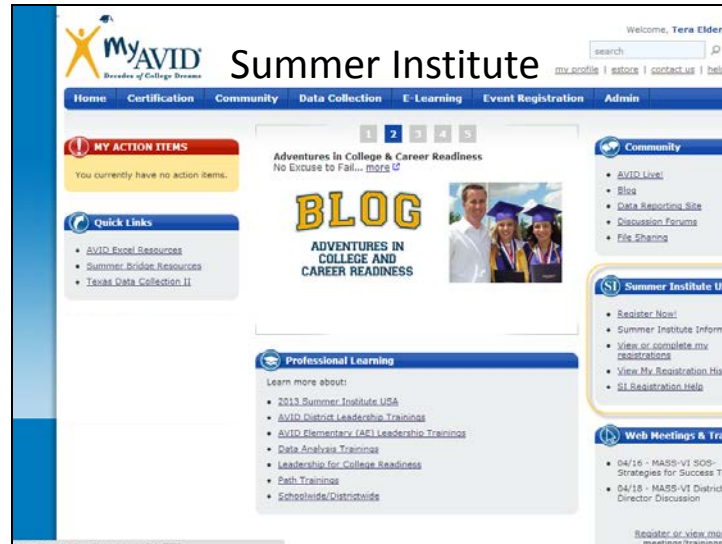 MyAVID
Decades of College Dreams
Summer Institute
Welcome, Tera Elder
search
my profile | estore | contact us | help
Home Certification Community Data Collection E-Learning Event Registration Admin
MY ACTION ITEMS
You currently have no action items.
Quick Links
AVID Excel Resources
Summer Bridge Resources
Texas Data Collection II
1 2 3 4 5
Adventures in College & Career Readiness
No Excuse to Fail... more
BLOG
ADVENTURES IN
COLLEGE AND
CAREER READINESS
Professional Learning
Learn more about:
2013 Summer Institute USA
AVID District Leadership Trainings
AVID Elementary (AE) Leadership Trainings
Data Analysis Trainings
Leadership for College Readiness
Path Trainings
Schoolwide/Districtwide
Community
AVID Live!
Blog
Data Reporting Site
Discussion Forums
File Sharing
SI Summer Institute U
Register Now!
Summer Institute Inform
View or complete my
registrations
View My Registration His
SI Registration Help
Web Meetings & Tra
04/16 - MASS-VI SOS-
Strategies for Success T
04/18 - MASS-VI District
Director Discussion
Register or view mo
meetings/trainings